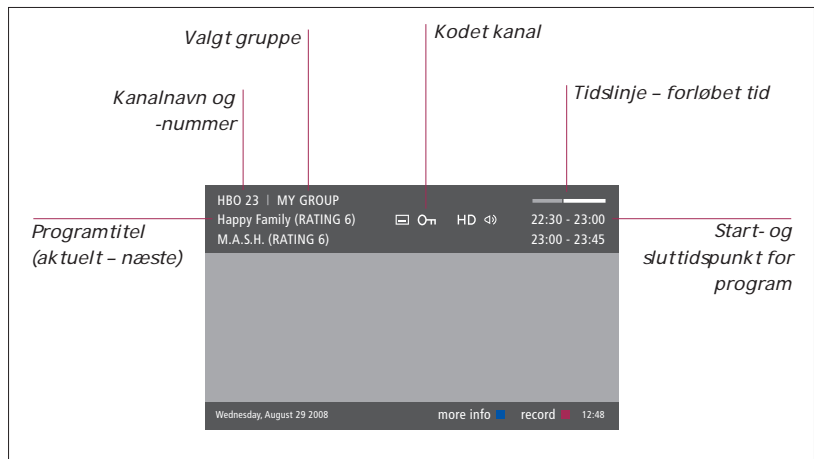 Valgt gruppe
Kodet kanal
Kanalnavn og
-nummer
Tidslinje – forløbet tid
HBO 23 | MY GROUP
Happy Family (RATING 6) HD 22:30 - 23:00
M.A.S.H. (RATING 6) 23:00 - 23:45
Programtitel
(aktuelt – næste)
Start- og
sluttidspunkt for
program
Wednesday, August 29 2008 more info record 12:48